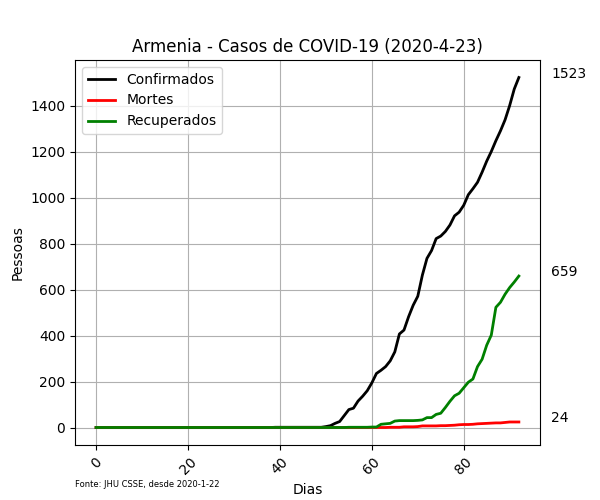 Armenia - Casos de COVID-19 (2020-4-23)
Confirmados
Mortes
Recuperados
1523
659
24
Pessoas
1400
1200
1000
800
600
400
200
0
0
20
40
60
80
Dias
Fonte: JHU CSSE, desde 2020-1-22